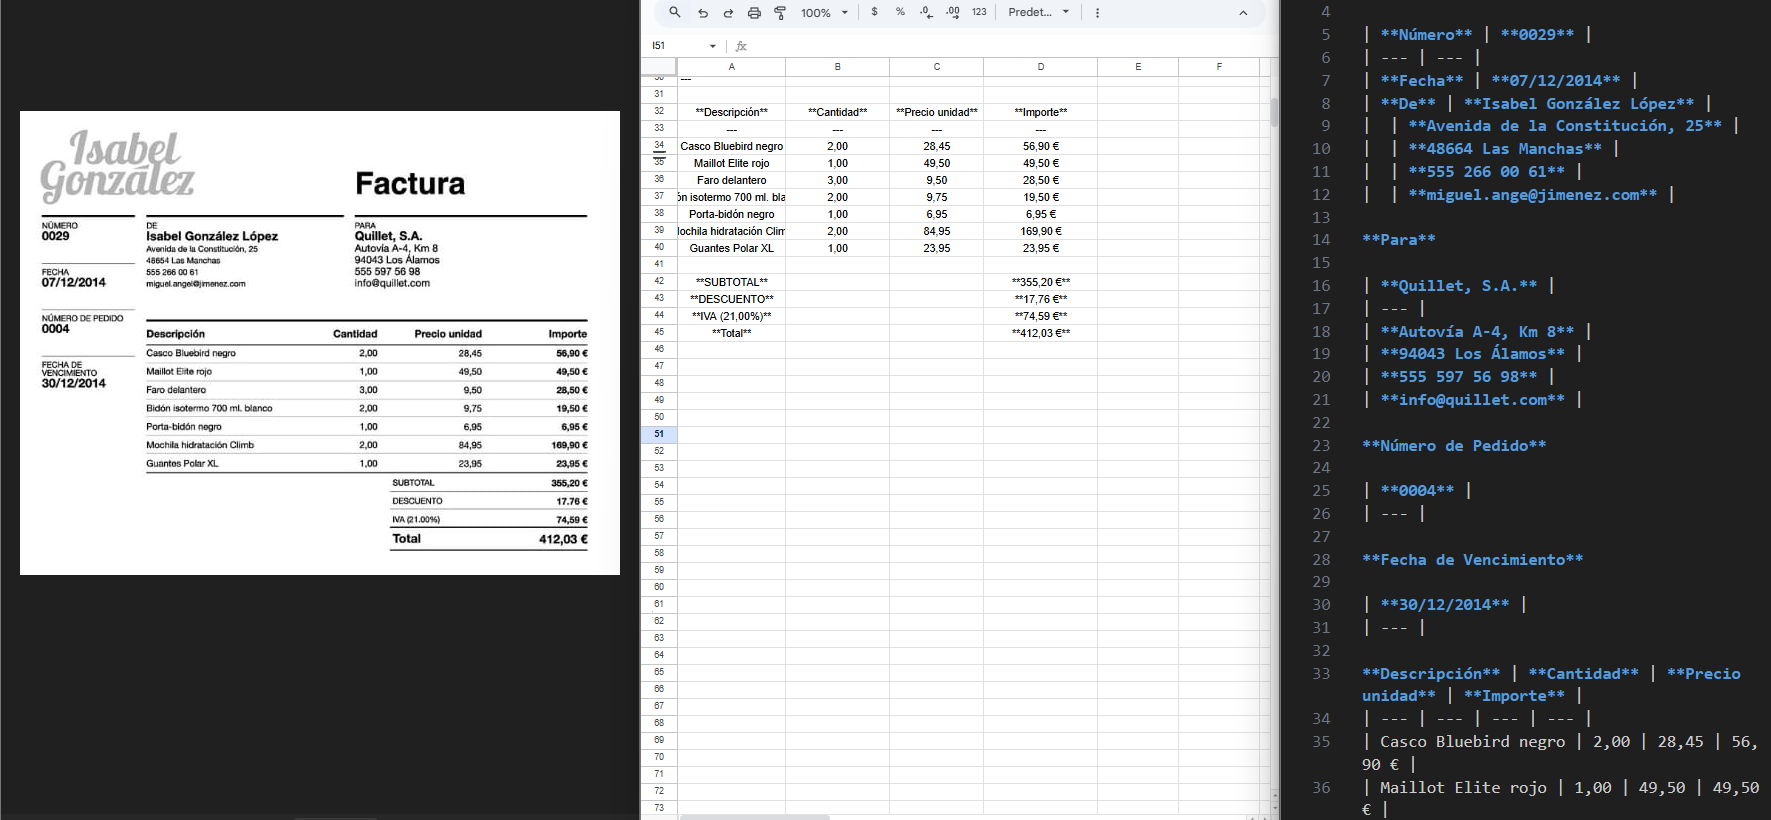 Isabel
González
Factura
NÚMERO
0029
FECHA
07/12/2014
NÚMERO DE PEDIDO
0004
FECHA DE
VENCIMIENTO
30/12/2014
DE
Isabel González López
Avenida de la Constitución, 25
48654 Las Manchas
555 266 00 61
miguel.angel@jimenez.com
PARA
Quillet, S.A.
Autovía A-4, Km 8
94043 Los Álamos
555 597 56 98
info@quillet.com
Descripción Cantidad Precio unidad Importe
Casco Bluebird negro 2,00 28,45 56,90 €
Maillot Elite rojo 1,00 49,50 49,50 €
Faro delantero 3,00 9,50 28,50 €
Bidón isotermo 700 ml. blanco 2,00 9,75 19,50 €
Porta-bidón negro 1,00 6,95 6,95 €
Mochila hidratación Climb 2,00 84,95 169,90 €
Guantes Polar XL 1,00 23,95 23,95 €
SUBTOTAL 355,20 €
DESCUENTO 17.76 €
IVA (21.00%) 74,59 €
Total 412,03 €
100% $ % .0 .00 123 Predet...
I51 fx
A B C D E F
---
31
32 **Descripción** **Cantidad** **Precio unidad** **Importe**
33 --- --- --- ---
34 Casco Bluebird negro 2,00 28,45 56,90 €
35 Maillot Elite rojo 1,00 49,50 49,50 €
36 Faro delantero 3,00 9,50 28,50 €
37 ón isotermo 700 ml. bla 2,00 9,75 19,50 €
38 Porta-bidón negro 1,00 6,95 6,95 €
39 lochila hidratación Clim 2,00 84,95 169,90 €
40 Guantes Polar XL 1,00 23,95 23,95 €
41
42 **SUBTOTAL** **355,20 €**
43 **DESCUENTO** **17,76 €**
44 **IVA (21,00%)** **74,59 €**
45 **Total** **412,03 €**
46
47
48
49
50
51
52
53
54
55
56
57
58
59
60
61
62
63
64
65
66
67
68
69
70
71
72
73
4
5 | **Número** | **0029** |
6 | --- | --- |
7 | **Fecha** | **07/12/2014** |
8 | **De** | **Isabel González López** |
9 | | **Avenida de la Constitución, 25** |
10 | | **48664 Las Manchas** |
11 | | **555 266 00 61** |
12 | | **miguel.ange@jimenez.com** |
13
14 **Para**
15
16 | **Quillet, S.A.** |
17 | --- |
18 | **Autovía A-4, Km 8** |
19 | **94043 Los Álamos** |
20 | **555 597 56 98** |
21 | **info@quillet.com** |
22
23 **Número de Pedido**
24
25 | **0004** |
26 | --- |
27
28 **Fecha de Vencimiento**
29
30 | **30/12/2014** |
31 | --- |
32
33 **Descripción** | **Cantidad** | **Precio
unidad** | **Importe** |
34 | --- | --- | --- | --- |
35 | Casco Bluebird negro | 2,00 | 28,45 | 56,
90 € |
36 | Maillot Elite rojo | 1,00 | 49,50 | 49,50
€ |